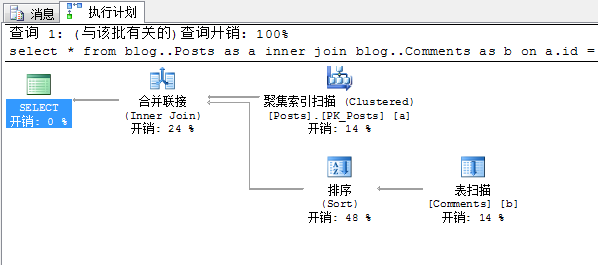 消息 执行计划
查询 1: (与该批有关的)查询开销: 100%
select * from blog..Posts as a inner join blog..Comments as b on a.id =
SELECT
开销: 0 %
合并联接
(Inner Join)
开销: 24 %
聚集索引扫描 (Clustered)
[Posts].[PK_Posts] [a]
开销: 14 %
排序
(Sort)
开销: 48 %
表扫描
[Comments] [b]
开销: 14 %